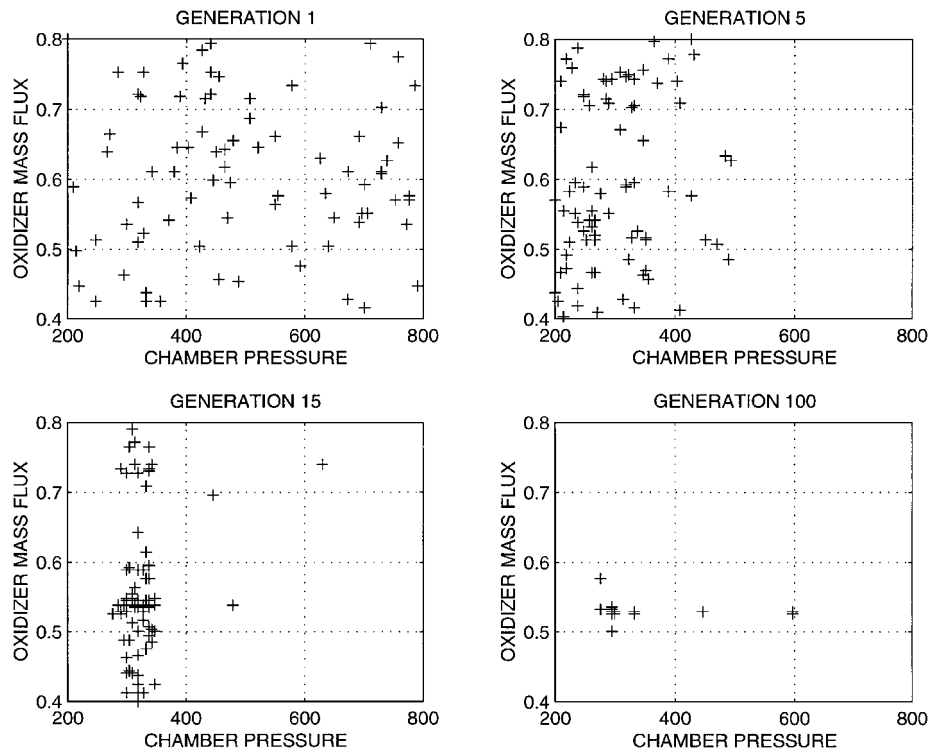 GENERATION 1
0.8
0.7
0.6
0.5
0.4
OXIDIZER MASS FLUX
200 400 600 800
CHAMBER PRESSURE
GENERATION 5
0.8
0.7
0.6
0.5
0.4
OXIDIZER MASS FLUX
200 400 600 800
CHAMBER PRESSURE
GENERATION 15
0.8
0.7
0.6
0.5
0.4
OXIDIZER MASS FLUX
200 400 600 800
CHAMBER PRESSURE
GENERATION 100
0.8
0.7
0.6
0.5
0.4
OXIDIZER MASS FLUX
200 400 600 800
CHAMBER PRESSURE